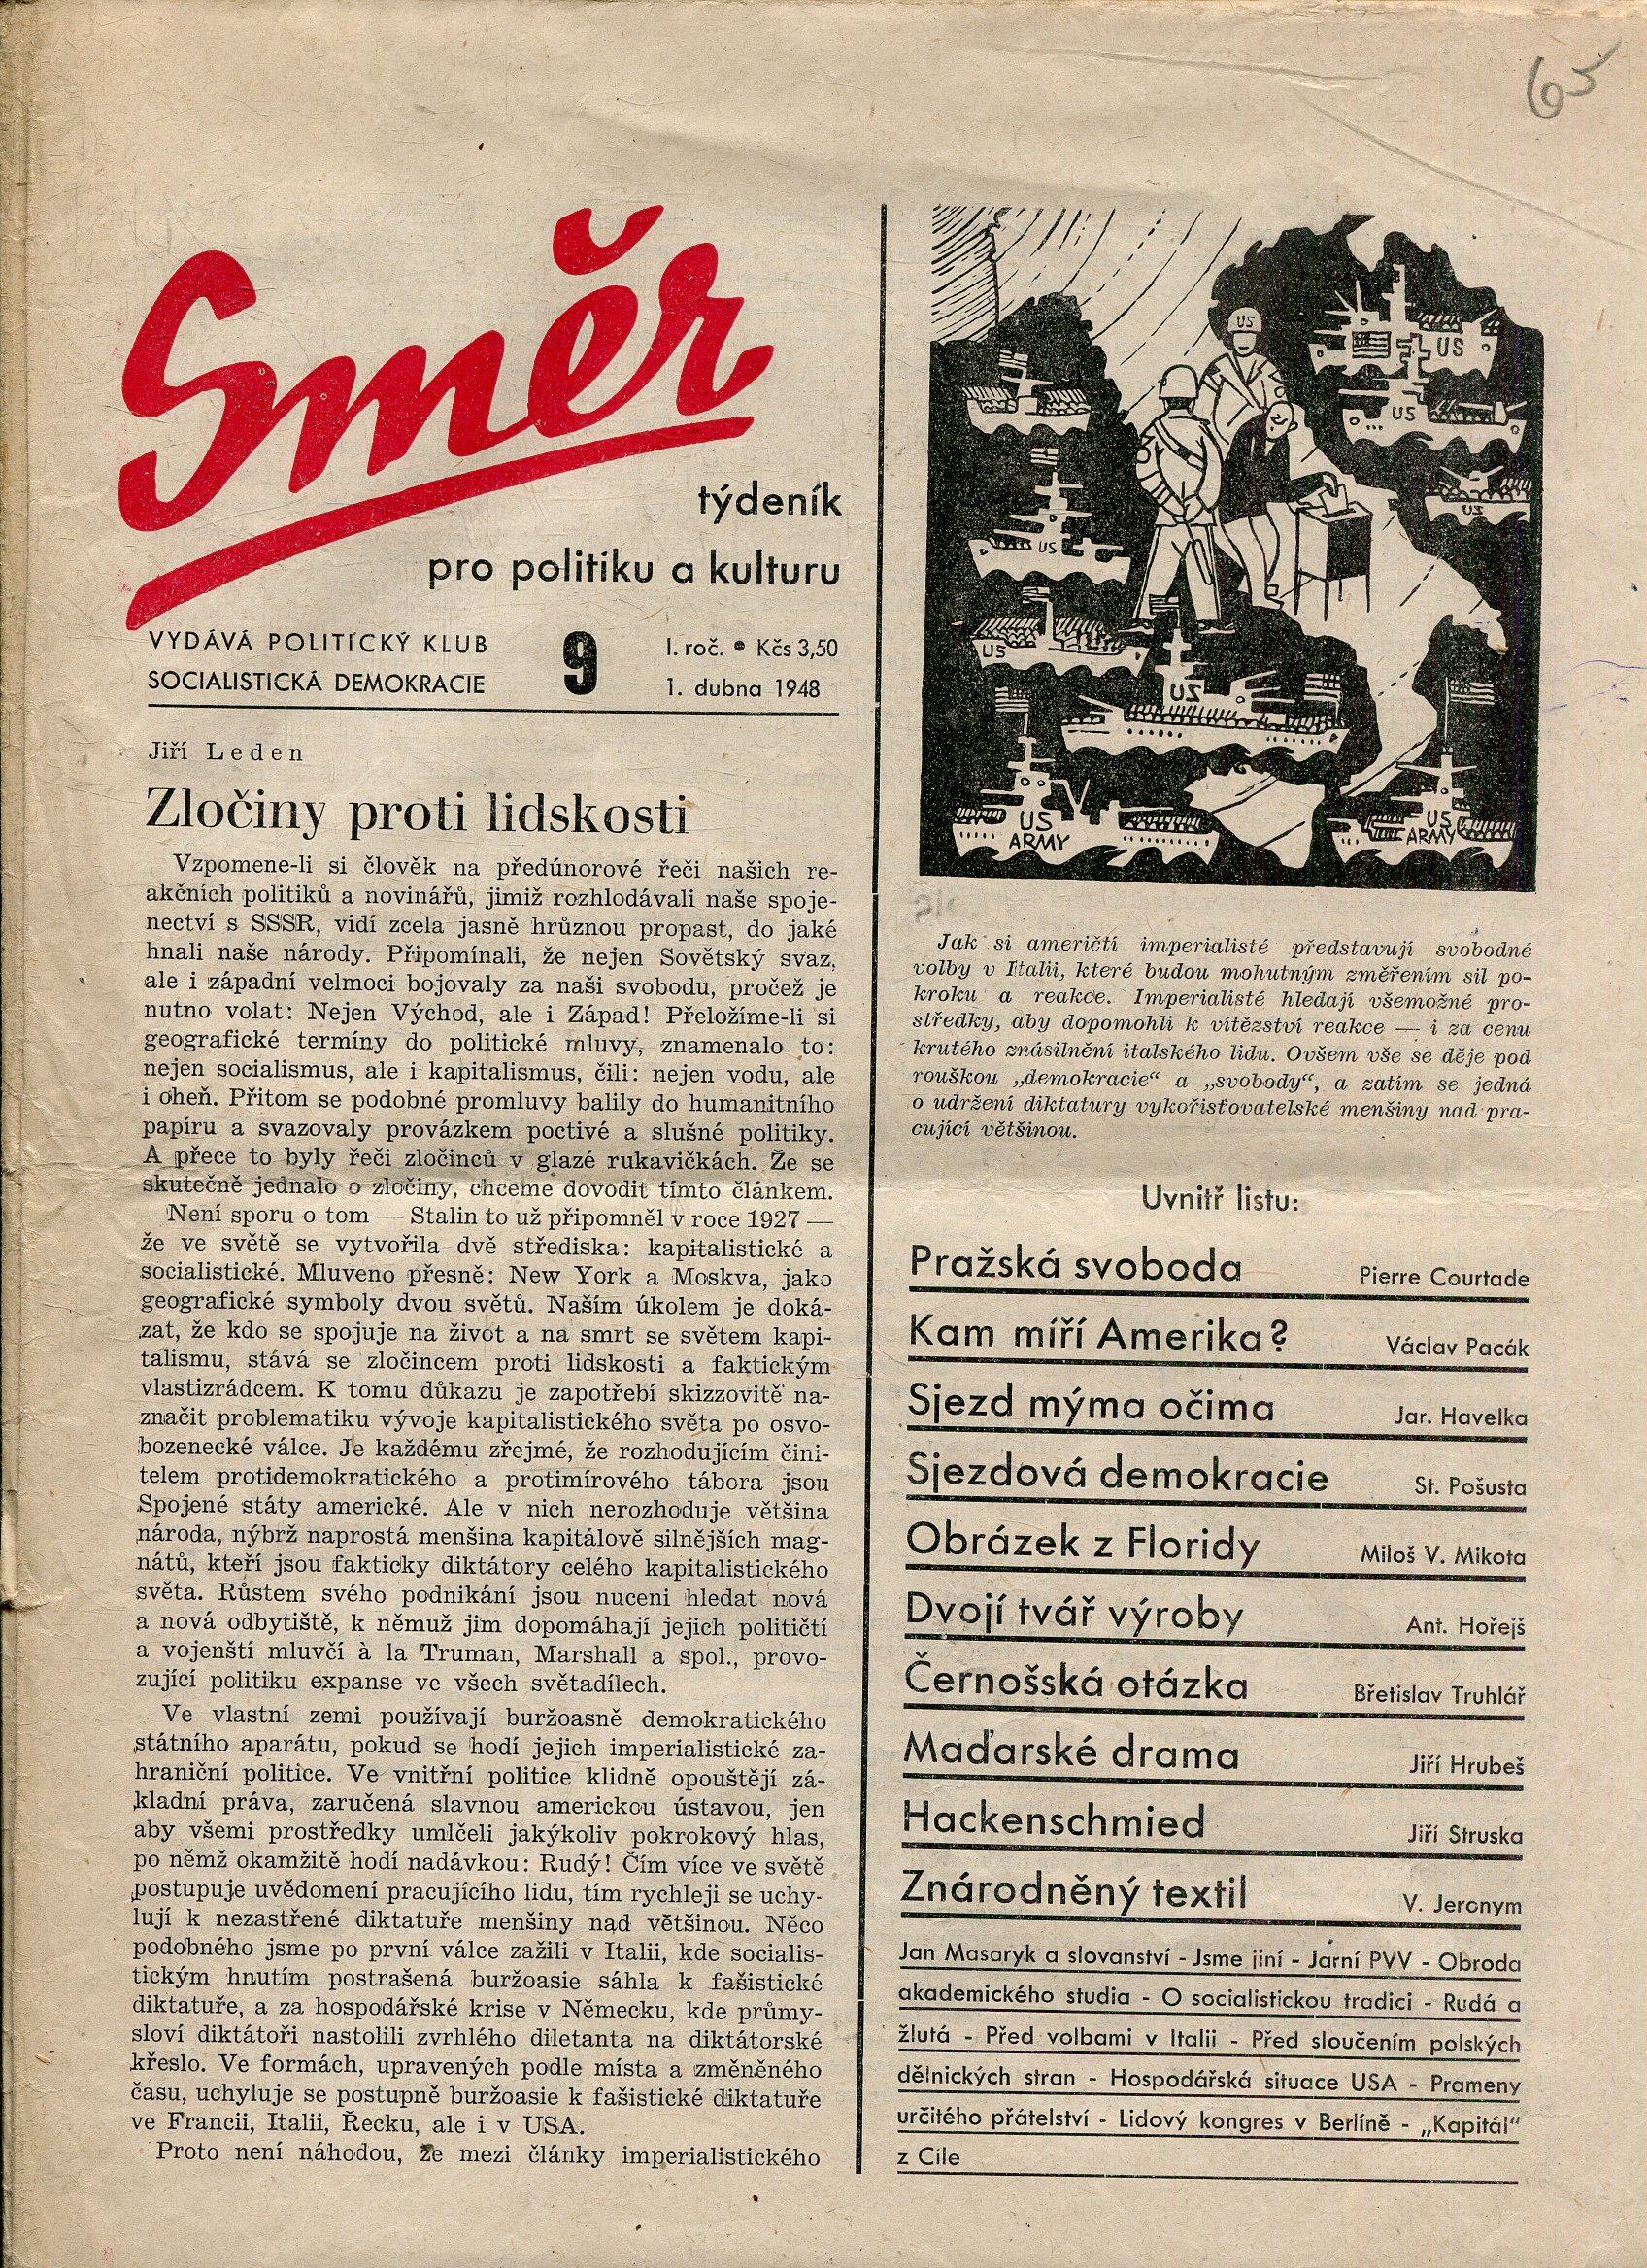 65
Směr
týdeník
pro politiku a kulturu
VYDÁVÁ POLITICKÝ KLUB
SOCIALISTICKÁ DEMOKRACIE
9
I. roč. • Kčs 3,50
1. dubna 1948
Jiří Leden
Zločiny proti lidskosti
Vzpomene-li si člověk na předúnorové řeči našich re-
akčních politiků a novinářů, jimiž rozhlodávali naše spoje-
nectví s SSSR, vidí zcela jasně hrůznou propast, do jaké
hnali naše národy. Připomínali, že nejen Sovětský svaz,
ale i západní velmoci bojovaly za naši svobodu, pročež je
nutno volat: Nejen Východ, ale i Západ! Přeložíme-li si
geografické termíny do politické mluvy, znamenalo to:
nejen socialismus, ale i kapitalismus, čili: nejen vodu, ale
i oheň. Přitom se podobné promluvy balily do humanitního
papíru a svazovaly provázkem poctivé a slušné politiky.
A přece to byly řeči zločinců v glazé rukavičkách. Že se
skutečně jednalo o zločiny, chceme dovodit tímto článkem.
Není sporu o tom — Stalin to už připomněl v roce 1927 —
že ve světě se vytvořila dvě střediska: kapitalistické a
socialistické. Mluveno přesně: New York a Moskva, jako
geografické symboly dvou světů. Naším úkolem je doká-
zat, že kdo se spojuje na život a na smrt se světem kapi-
talismu, stává se zločincem proti lidskosti a faktickým
vlastizrádcem. K tomu důkazu je zapotřebí skizzovitě na-
značit problematiku vývoje kapitalistického světa po osvo-
bozenecké válce. Je každému zřejmé, že rozhodujícím čini-
telem protidemokratického a protimírového tábora jsou
Spojené státy americké. Ale v nich nerozhoduje většina
národa, nýbrž naprostá menšina kapitálově silnějších mag-
nátů, kteří jsou fakticky diktátory celého kapitalistického
světa. Růstem svého podnikání jsou nuceni hledat nová
a nová odbytiště, k němuž jim dopomáhají jejich političtí
a vojenští mluvčí à la Truman, Marshall a spol., provo-
zující politiku expanse ve všech světadílech.
Ve vlastní zemi používají buržoasně demokratického
státního aparátu, pokud se hodí jejich imperialistické za-
hraniční politice. Ve vnitřní politice klidně opouštějí zá-
kladní práva, zaručená slavnou americkou ústavou, jen
aby všemi prostředky umlčeli jakýkoliv pokrokový hlas,
po němž okamžitě hodí nadávkou: Rudý! Čím více ve světě
postupuje uvědomení pracujícího lidu, tím rychleji se uchy-
lují k nezastřené diktatuře menšiny nad většinou. Něco
podobného jsme po první válce zažili v Italii, kde socialis-
tickým hnutím postrašená buržoasie sáhla k fašistické
diktatuře, a za hospodářské krise v Německu, kde průmy-
sloví diktátoři nastolili zvrhlého diletanta na diktátorské
křeslo. Ve formách, upravených podle místa a změněného
času, uchyluje se postupně buržoasie k fašistické diktatuře
ve Francii, Italii, Řecku, ale i v USA.
Proto není náhodou, že mezi články imperialistického
US
US
US
US
US
US
US
US
ARMY
US
ARMY
Jak si američtí imperialisté představují svobodné
volby v Italii, které budou mohutným změřením sil po-
kroku a reakce. Imperialisté hledají všemožné pro-
středky, aby dopomohli k vítězství reakce — i za cenu
krutého znásilnění italského lidu. Ovšem vše se děje pod
rouškou „demokracie“ a „svobody“, a zatím se jedná
o udržení diktatury vykořisťovatelské menšiny nad pra-
cující většinou.
Uvnitř listu:
Pražská svoboda Pierre Courtade
Kam míří Amerika? Václav Pacák
Sjezd mýma očima Jar. Havelka
Sjezdová demokracie St. Pošusta
Obrázek z Floridy Miloš V. Mikota
Dvojí tvář výroby Ant. Hořejš
Černošská otázka Břetislav Truhlář
Maďarské drama Jiří Hrubeš
Hackenschmied Jiří Struska
Znárodněný textil V. Jeronym
Jan Masaryk a slovanství - Jsme jiní - Jarní PVV - Obroda
akademického studia - O socialistickou tradici - Rudá a
žlutá - Před volbami v Italii - Před sloučením polských
dělnických stran - Hospodářská situace USA - Prameny
určitého přátelství - Lidový kongres v Berlíně - „Kapitál“
z Cíle